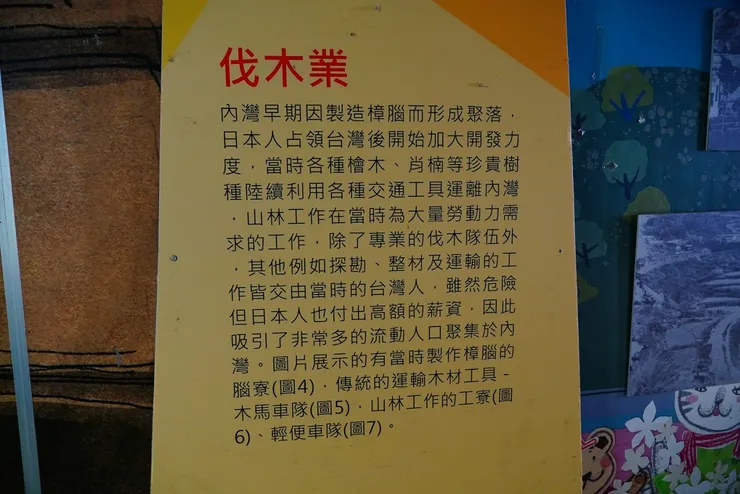 伐木業
內灣早期因製造樟腦而形成聚落，
日本人占領台灣後開始加大開發力
度，當時各種檜木、肖楠等珍貴樹
種陸續利用各種交通工具運離內灣
，山林工作在當時為大量勞動力需
求的工作，除了專業的伐木隊伍外
，其他例如探勘、整材及運輸的工
作皆交由當時的台灣人，雖然危險
但日本人也付出高額的薪資，因此
吸引了非常多的流動人口聚集於內
灣。圖片展示的有當時製作樟腦的
腦寮(圖4)，傳統的運輸木材工具-
木馬車隊(圖5)，山林工作的工寮(圖
6)、輕便車隊(圖7)。